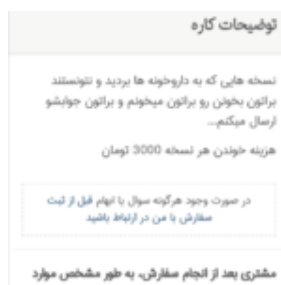 توضیحات کاره
نسخه هایی که به داروخونه ها بردید و نتونستند
براتون بخونن رو براتون میخونم و براتون جوابشو
ارسال میکنم...
هزینه خوندن هر نسخه 3000 تومان
در صورت وجود هرگونه سوال یا ابهام قبل از ثبت
سفارش با من در ارتباط باشید
مشتری بعد از انجام سفارش، به طور مشخص موارد